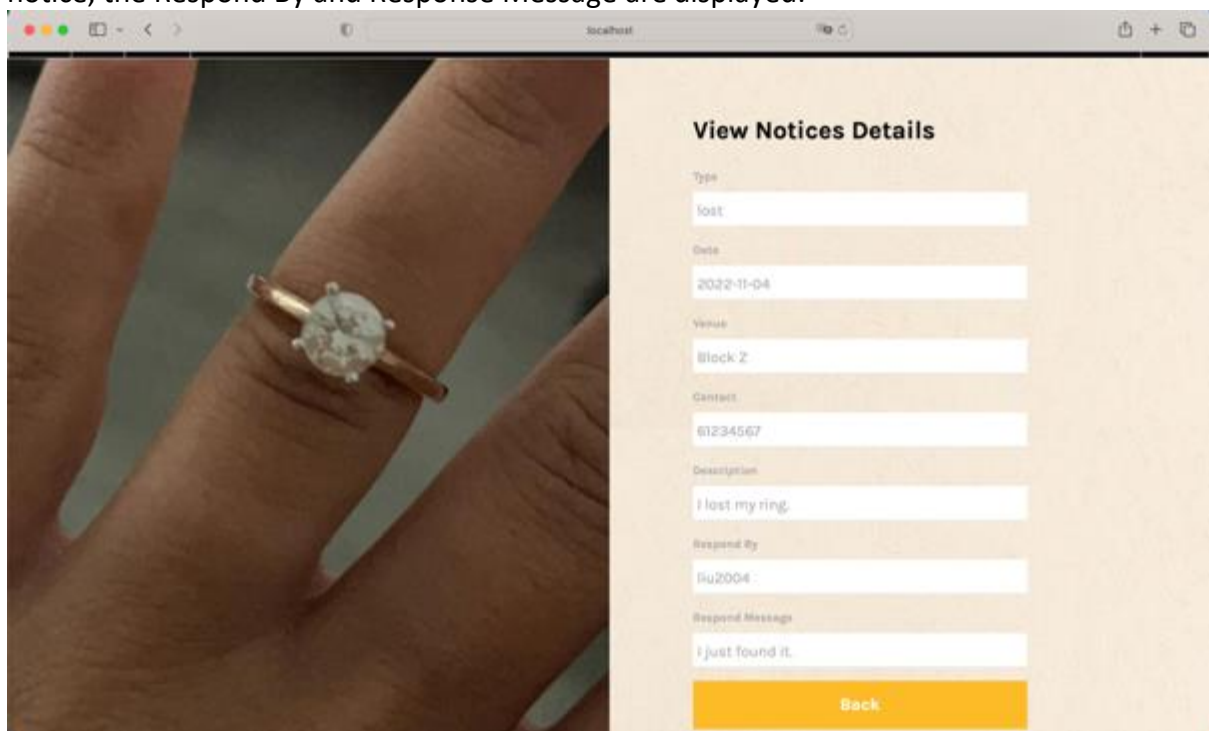 notice, the Respond By and Response Message are displayed.
localhost
View Notices Details
Type
lost
Date
2022-11-04
Venue
Block Z
Contact
61234567
Description
I lost my ring.
Respond By
liu2004
Respond Message
i just found it.
Back